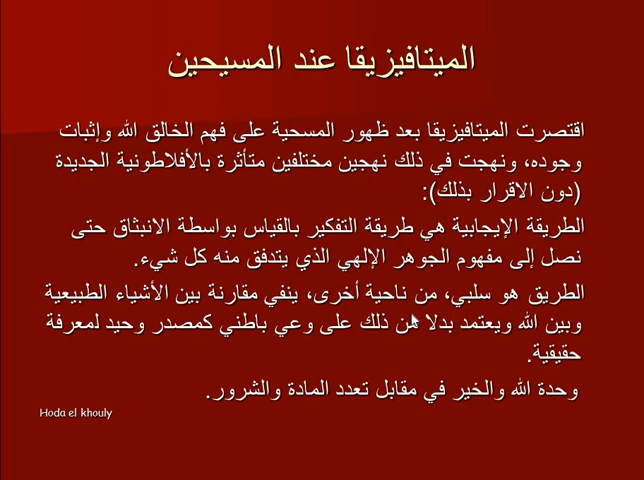 الميتافيزيقا عند المسيحين
اقتصرت الميتافيزيقا بعد ظهور المسحية على فهم الخالق الله وإثبات
وجوده، ونهجت في ذلك نهجين مختلفين متأثرة بالأفلاطونية الجديدة
(دون الاقرار بذلك):
الطريقة الإيجابية هي طريقة التفكير بالقياس بواسطة الانبثاق حتى
نصل إلى مفهوم الجوهر الإلهي الذي يتدفق منه كل شيء.
الطريق هو سلبي، من ناحية أخرى، ينفي مقارنة بين الأشياء الطبيعية
وبين الله ويعتمد بدلا من ذلك على وعي باطني كمصدر وحيد لمعرفة
حقيقية.
وحدة الله والخير في مقابل تعدد المادة والشرور.
Hoda el khouly